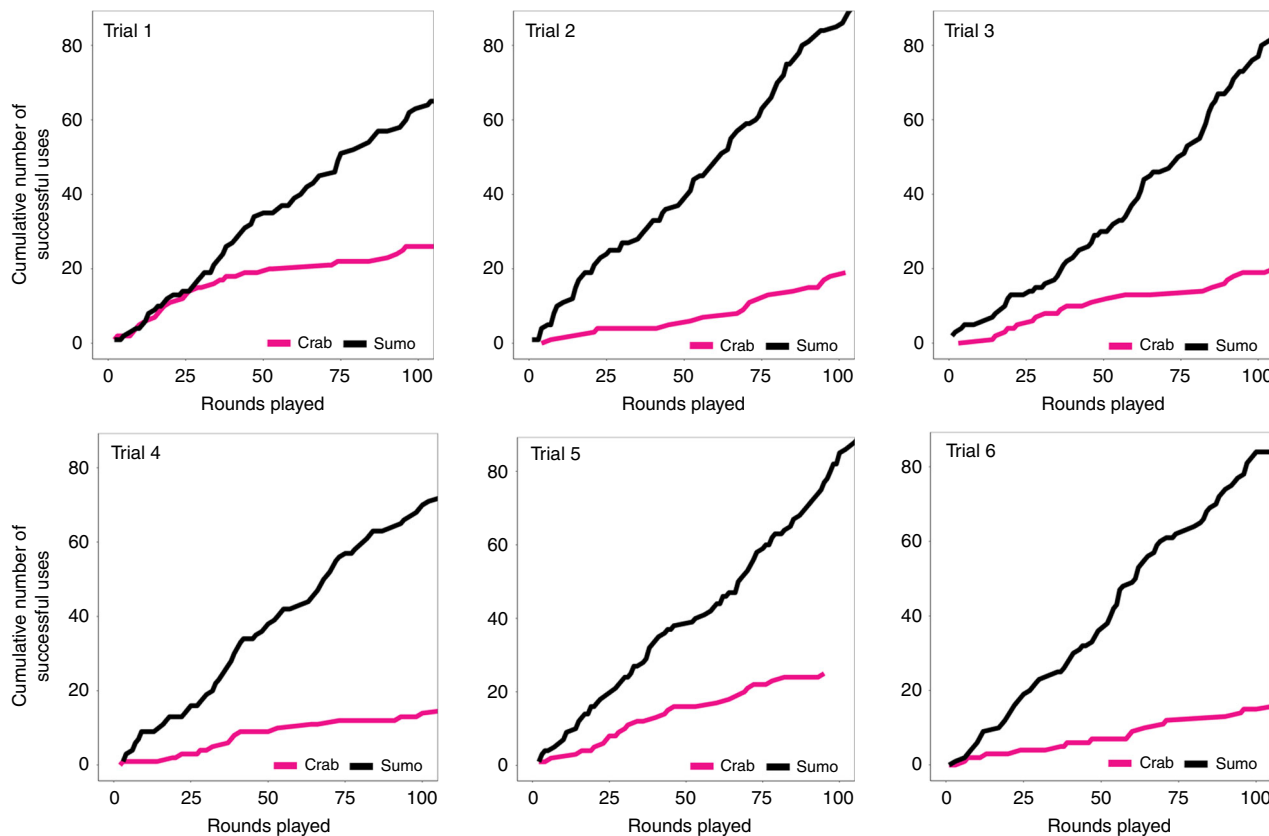 Trial 1
Trial 2
Trial 3
Cumulative number of
successful uses
80
60
40
20
0
80
60
40
20
0
80
60
40
20
0
Crab Sumo
Crab Sumo
Crab Sumo
0 25 50 75 100
0 25 50 75 100
0 25 50 75 100
Rounds played
Rounds played
Rounds played
Trial 4
Trial 5
Trial 6
Cumulative number of
successful uses
80
60
40
20
0
80
60
40
20
0
80
60
40
20
0
Crab Sumo
Crab Sumo
Crab Sumo
0 25 50 75 100
0 25 50 75 100
0 25 50 75 100
Rounds played
Rounds played
Rounds played